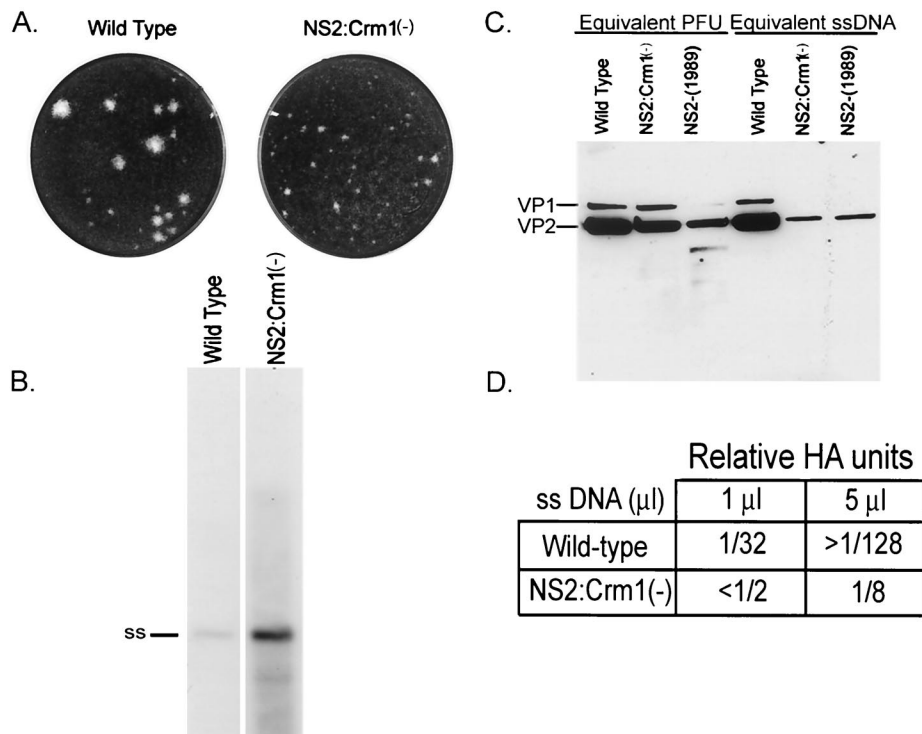 A.
Wild Type
NS2:Crm1(-)
B.
Wild Type
NS2:Crm1(-)
ss
C.
Equivalent PFU
Equivalent ssDNA
Wild Type
NS2:Crm1(-)
NS2-(1989)
Wild Type
NS2:Crm1(-)
NS2-(1989)
VP1
VP2
D.
Relative HA units
ss DNA (µl) 1 µl 5 µl
Wild-type 1/32 >1/128
NS2:Crm1(-) <1/2 1/8